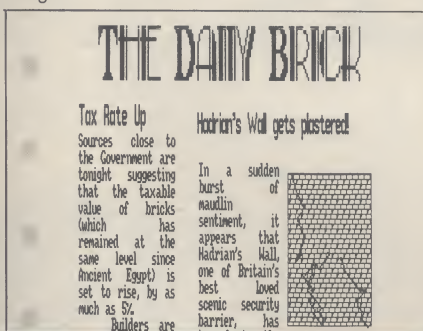 THE DAILY BRICK
Tax Rate Up
Sources close to
the Government are
tonight suggesting
that the taxable
value of bricks
(which has
remained at the
same level since
Ancient Egypt) is
set to rise, by as
much as 5%.
Builders are
Hadrian's Wall gets plastered!
In a sudden
burst of
maudlin
sentiment, it
appears that
Hadrian's Wall,
one of Britain's
best loved
scenic security
barrier, has